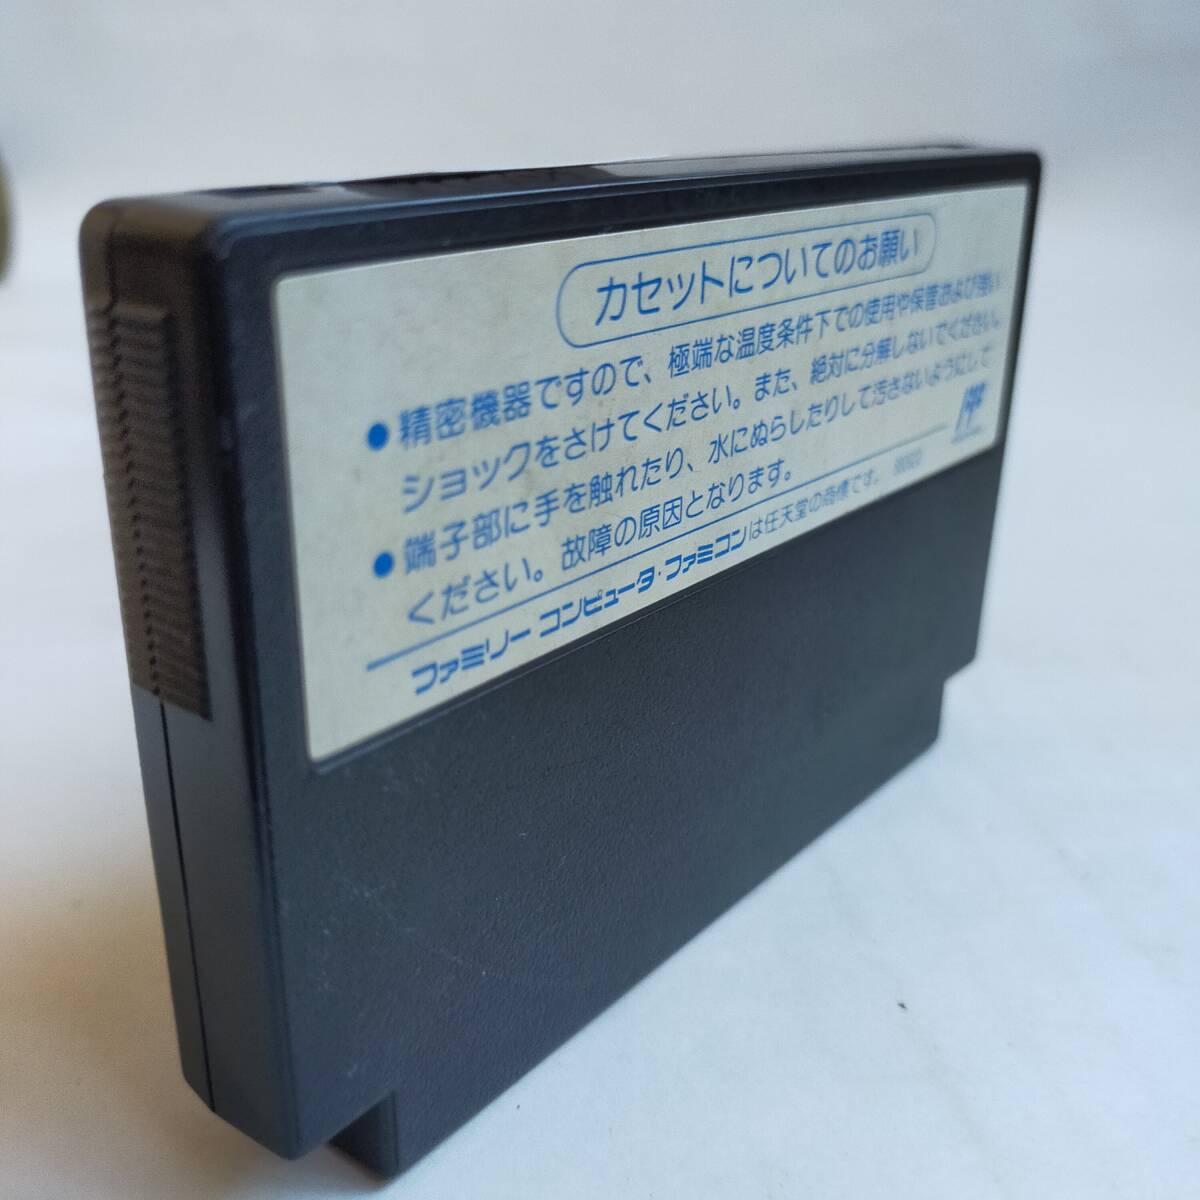 カセットについてのお願い
●精密機器ですので、極端な温度条件下での使用や保管および強い
ショックをさけてください。また、絶対に分解しないでください。
●端子部に手を触れたり、水にぬらしたりして汚さないようにして
ください。故障の原因となります。
ファミリーコンピュータ・ファミコンは任天堂の商標です。